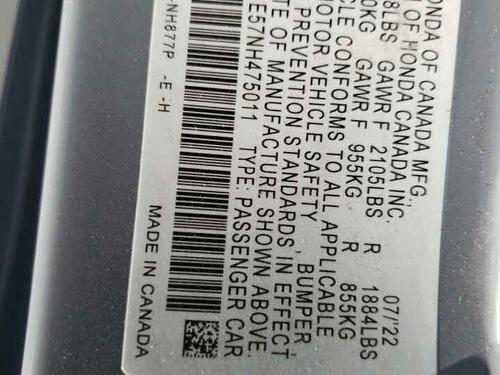 ONDA OF CANADA MFG.,
OF HONDA CANADA INC. 07/'22
8LBS GAWR F 2105LBS R 1884LBS
0KG GAWR F 955KG R 855KG
CLE CONFORMS TO ALL APPLICABLE
MOTOR VEHICLE SAFETY, BUMPER,
PREVENTION STANDARDS IN EFFECT
TE OF MANUFACTURE SHOWN ABOVE.
E57NH475011 TYPE: PASSENGER CAR
NH877P -E -H
MADE IN CANADA